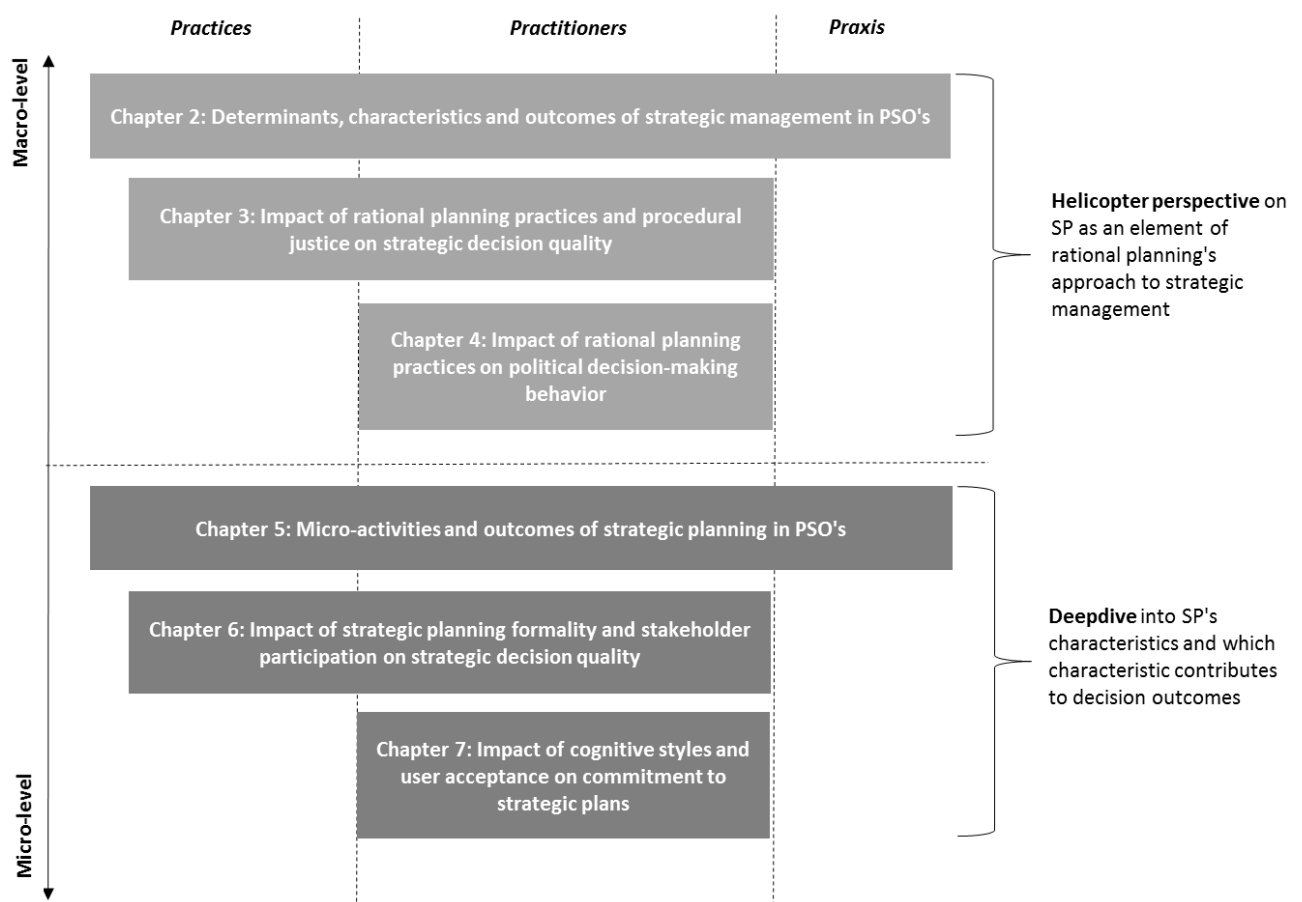 Practices
Practitioners
Praxis
Macro-level
Chapter 2: Determinants, characteristics and outcomes of strategic management in PSO's
Chapter 3: Impact of rational planning practices and procedural
justice on strategic decision quality
Chapter 4: Impact of rational planning
practices on political decision-making
behavior
Helicopter perspective on
SP as an element of
rational planning's
approach to strategic
management
Chapter 5: Micro-activities and outcomes of strategic planning in PSO's
Chapter 6: Impact of strategic planning formality and stakeholder
participation on strategic decision quality
Chapter 7: Impact of cognitive styles and
user acceptance on commitment to
strategic plans
Deepdive into SP's
characteristics and which
characteristic contributes
to decision outcomes
Micro-level